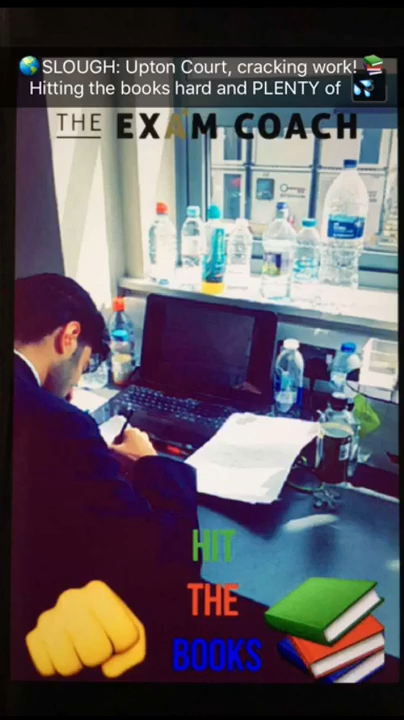 🌎SLOUGH: Upton Court, cracking work!📚
Hitting the books hard and PLENTY of 💦
THE EXAM COACH
HIT
THE
BOOKS